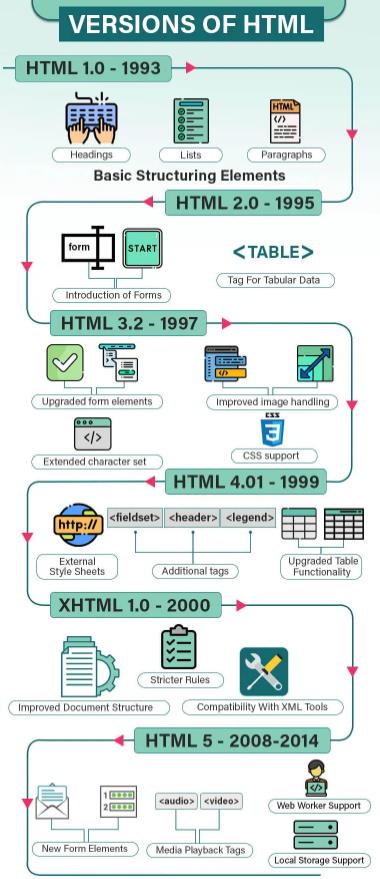 VERSIONS OF HTML
HTML 1.0 - 1993
HTML
</>
Headings
Lists
Paragraphs
Basic Structuring Elements
HTML 2.0 - 1995
form
START
<TABLE>
Introduction of Forms
Tag For Tabular Data
HTML 3.2 - 1997
</>
Upgraded form elements
Improved image handling
</>
CSS
3
Extended character set
CSS support
HTML 4.01 - 1999
http://
<fieldset>
<header>
<legend>
External
Style Sheets
Additional tags
Upgraded Table
Functionality
XHTML 1.0 - 2000
Stricter Rules
Improved Document Structure
Compatibility With XML Tools
HTML 5 - 2008-2014
</>
1
2
<audio>
<video>
Web Worker Support
New Form Elements
Media Playback Tags
Local Storage Support